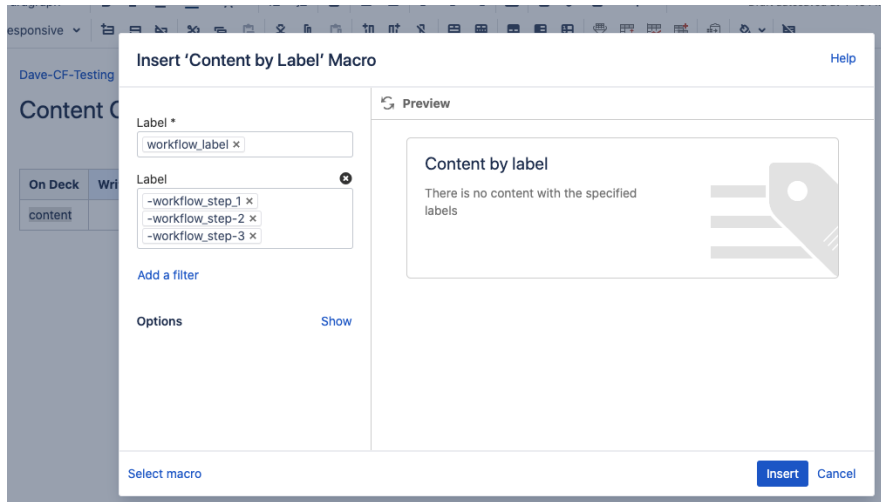 esponsive
Dave-CF-Testing
Content C
On Deck Wri
content
Insert ‘Content by Label’ Macro
Help
Label *
workflow_label ×
Label
-workflow_step_1 ×
-workflow_step-2 ×
-workflow_step-3 ×
Add a filter
Options Show
Preview
Content by label
There is no content with the specified
labels
Select macro
Insert Cancel